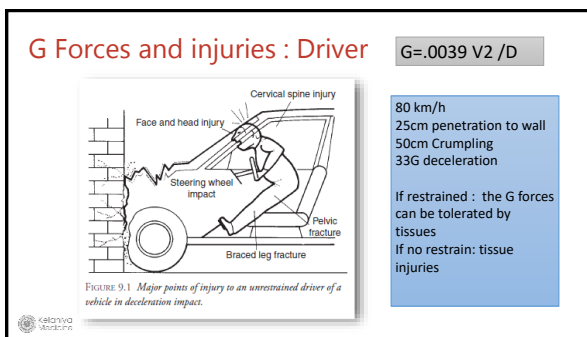 G Forces and injuries : Driver
G=.0039 V2 /D
Cervical spine injury
Face and head injury
Steering wheel
impact
Pelvic
fracture
Braced leg fracture
FIGURE 9.1 Major points of injury to an unrestrained driver of a
vehicle in deceleration impact.
80 km/h
25cm penetration to wall
50cm Crumpling
33G deceleration
If restrained : the G forces
can be tolerated by
tissues
If no restrain: tissue
injuries
Kelaniya
Medicine